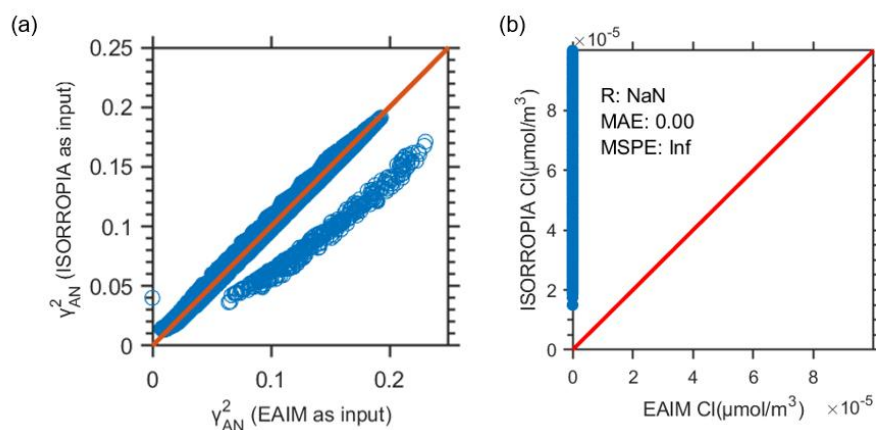 (a)
0.25
0.2
0.15
0.1
0.05
0
0 0.1 0.2
γ²AN (ISORROPIA as input)
γ²AN (EAIM as input)
(b)
×10⁻⁵
8
6
4
2
0
0 2 4 6 8
R: NaN
MAE: 0.00
MSPE: Inf
ISORROPIA Cl(μmol/m³)
EAIM Cl(μmol/m³) ×10⁻⁵